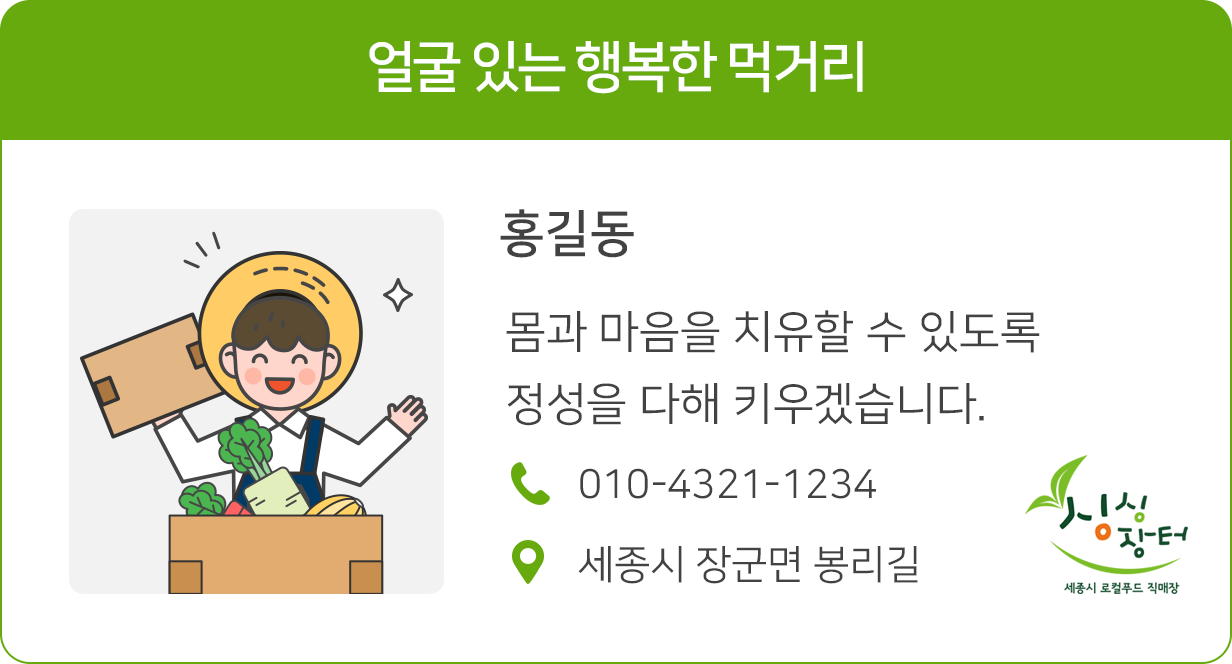 얼굴 있는 행복한 먹거리
홍길동
몸과 마음을 치유할 수 있도록
정성을 다해 키우겠습니다.
010-4321-1234
세종시 장군면 봉리길
싱싱
장터
세종시 로컬푸드 직매장